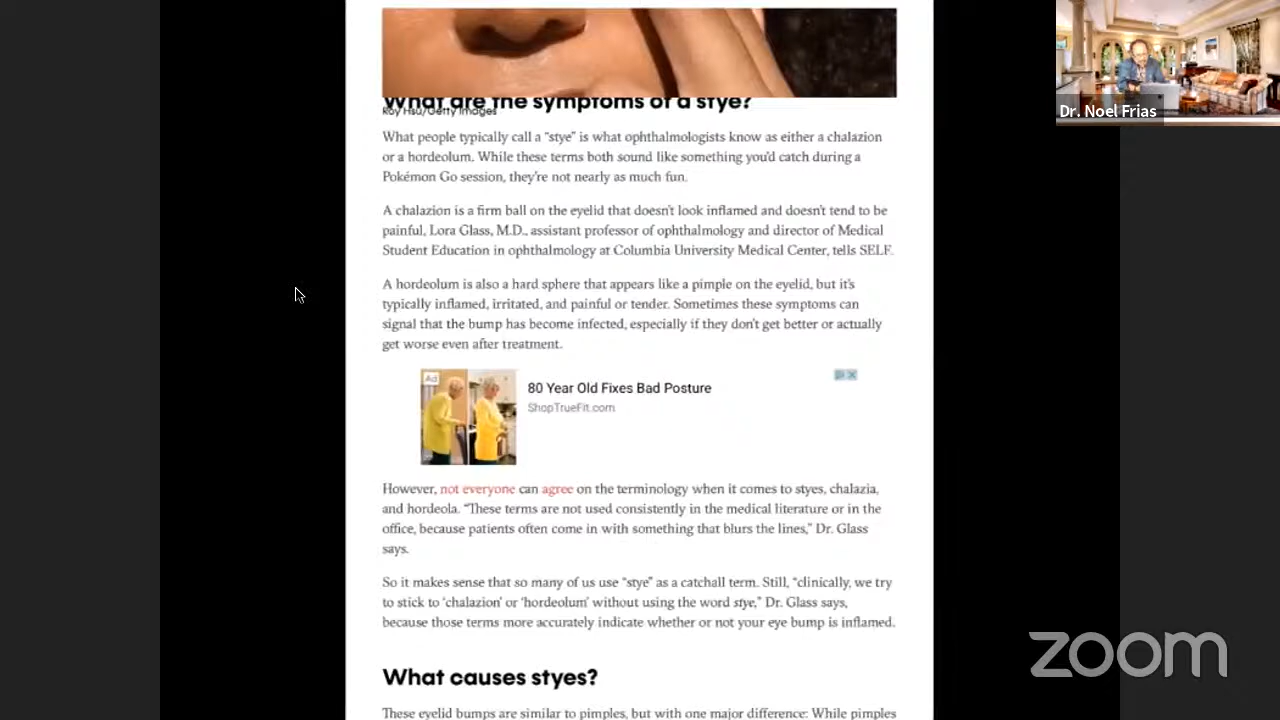 What are the symptoms of a stye?
Roy Hsu/Getty Images
What people typically call a “stye” is what ophthalmologists know as either a chalazion
or a hordeolum. While these terms both sound like something you’d catch during a
Pokémon Go session, they’re not nearly as much fun.
A chalazion is a firm ball on the eyelid that doesn’t look inflamed and doesn’t tend to be
painful, Lora Glass, M.D., assistant professor of ophthalmology and director of Medical
Student Education in ophthalmology at Columbia University Medical Center, tells SELF.
A hordeolum is also a hard sphere that appears like a pimple on the eyelid, but it’s
typically inflamed, irritated, and painful or tender. Sometimes these symptoms can
signal that the bump has become infected, especially if they don’t get better or actually
get worse even after treatment.
Ad
80 Year Old Fixes Bad Posture
ShopTrueFit.com
However, not everyone can agree on the terminology when it comes to styes, chalazia,
and hordeola. “These terms are not used consistently in the medical literature or in the
office, because patients often come in with something that blurs the lines,” Dr. Glass
says.
So it makes sense that so many of us use “stye” as a catchall term. Still, “clinically, we try
to stick to ‘chalazion’ or ‘hordeolum’ without using the word stye,” Dr. Glass says,
because those terms more accurately indicate whether or not your eye bump is inflamed.
What causes styes?
These eyelid bumps are similar to pimples, but with one major difference: While pimples
Dr. Noel Frias
zoom